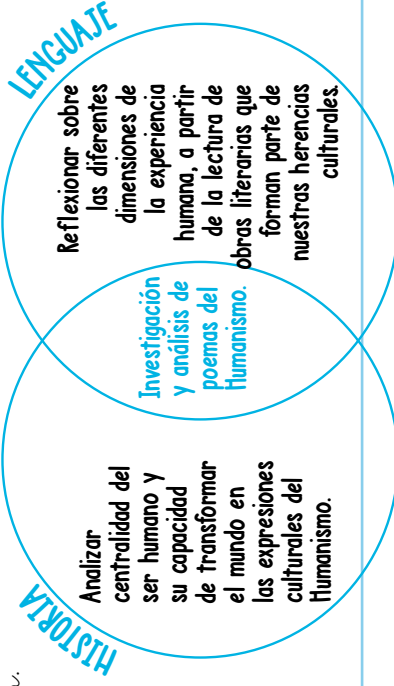 HISTORIA
Analizar
centralidad del
ser humano y
su capacidad
de transformar
el mundo en
las expresiones
culturales del
Humanismo.
Investigación
y análisis de
poemas del
Humanismo.
LENGUAJE
Reflexionar sobre
las diferentes
dimensiones de
la experiencia
humana, a partir
de la lectura de
obras literarias que
forman parte de
nuestras herencias
culturales.